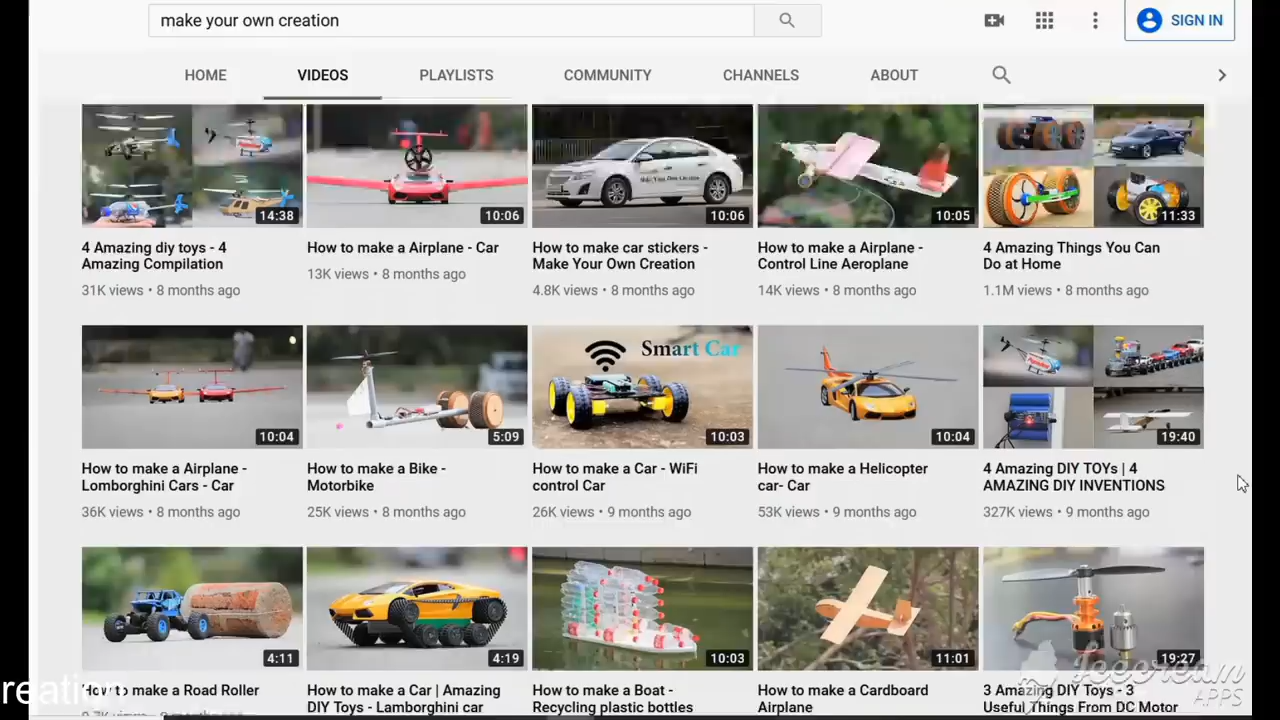 make your own creation
SIGN IN
HOME
VIDEOS
PLAYLISTS
COMMUNITY
CHANNELS
ABOUT
14:38
10:06
Make Your Own Creation
10:06
10:05
11:33
4 Amazing diy toys - 4
Amazing Compilation
31K views • 8 months ago
How to make a Airplane - Car
13K views • 8 months ago
How to make car stickers -
Make Your Own Creation
4.8K views • 8 months ago
How to make a Airplane -
Control Line Aeroplane
14K views • 8 months ago
4 Amazing Things You Can
Do at Home
1.1M views • 8 months ago
10:04
5:09
Smart Car
10:03
10:04
19:40
How to make a Airplane -
Lomborghini Cars - Car
36K views • 8 months ago
How to make a Bike -
Motorbike
25K views • 8 months ago
How to make a Car - WiFi
control Car
26K views • 9 months ago
How to make a Helicopter
car- Car
53K views • 9 months ago
4 Amazing DIY TOYs | 4
AMAZING DIY INVENTIONS
327K views • 9 months ago
4:11
4:19
10:03
11:01
19:27
How to make a Road Roller
How to make a Car | Amazing
DIY Toys - Lamborghini car
How to make a Boat -
Recycling plastic bottles
How to make a Cardboard
Airplane
3 Amazing DIY Toys - 3
Useful Things From DC Motor
reation
Icecream
APPS